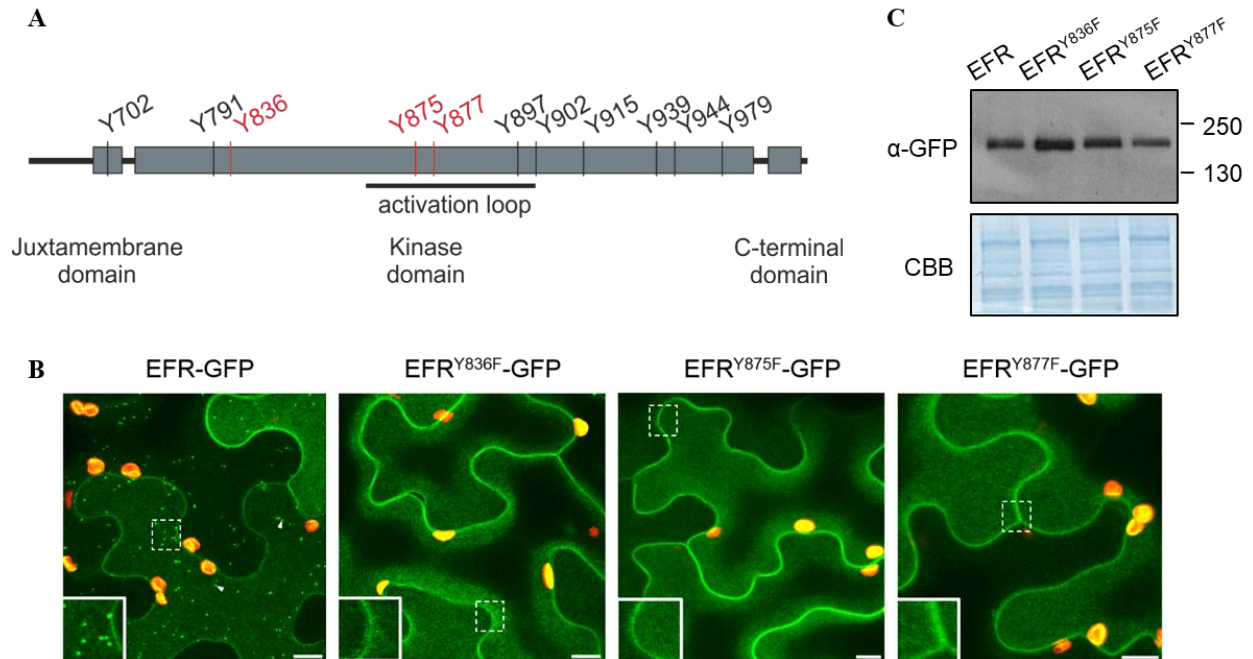 A
Y702 Y791 Y836 Y875 Y877 Y897 Y902 Y915 Y939 Y944 Y979
activation loop
Juxtamembrane domain
Kinase domain
C-terminal domain
C
EFR EFRY836F EFRY875F EFRY877F
α-GFP
250
130
CBB
B
EFR-GFP EFRY836F-GFP EFRY875F-GFP EFRY877F-GFP